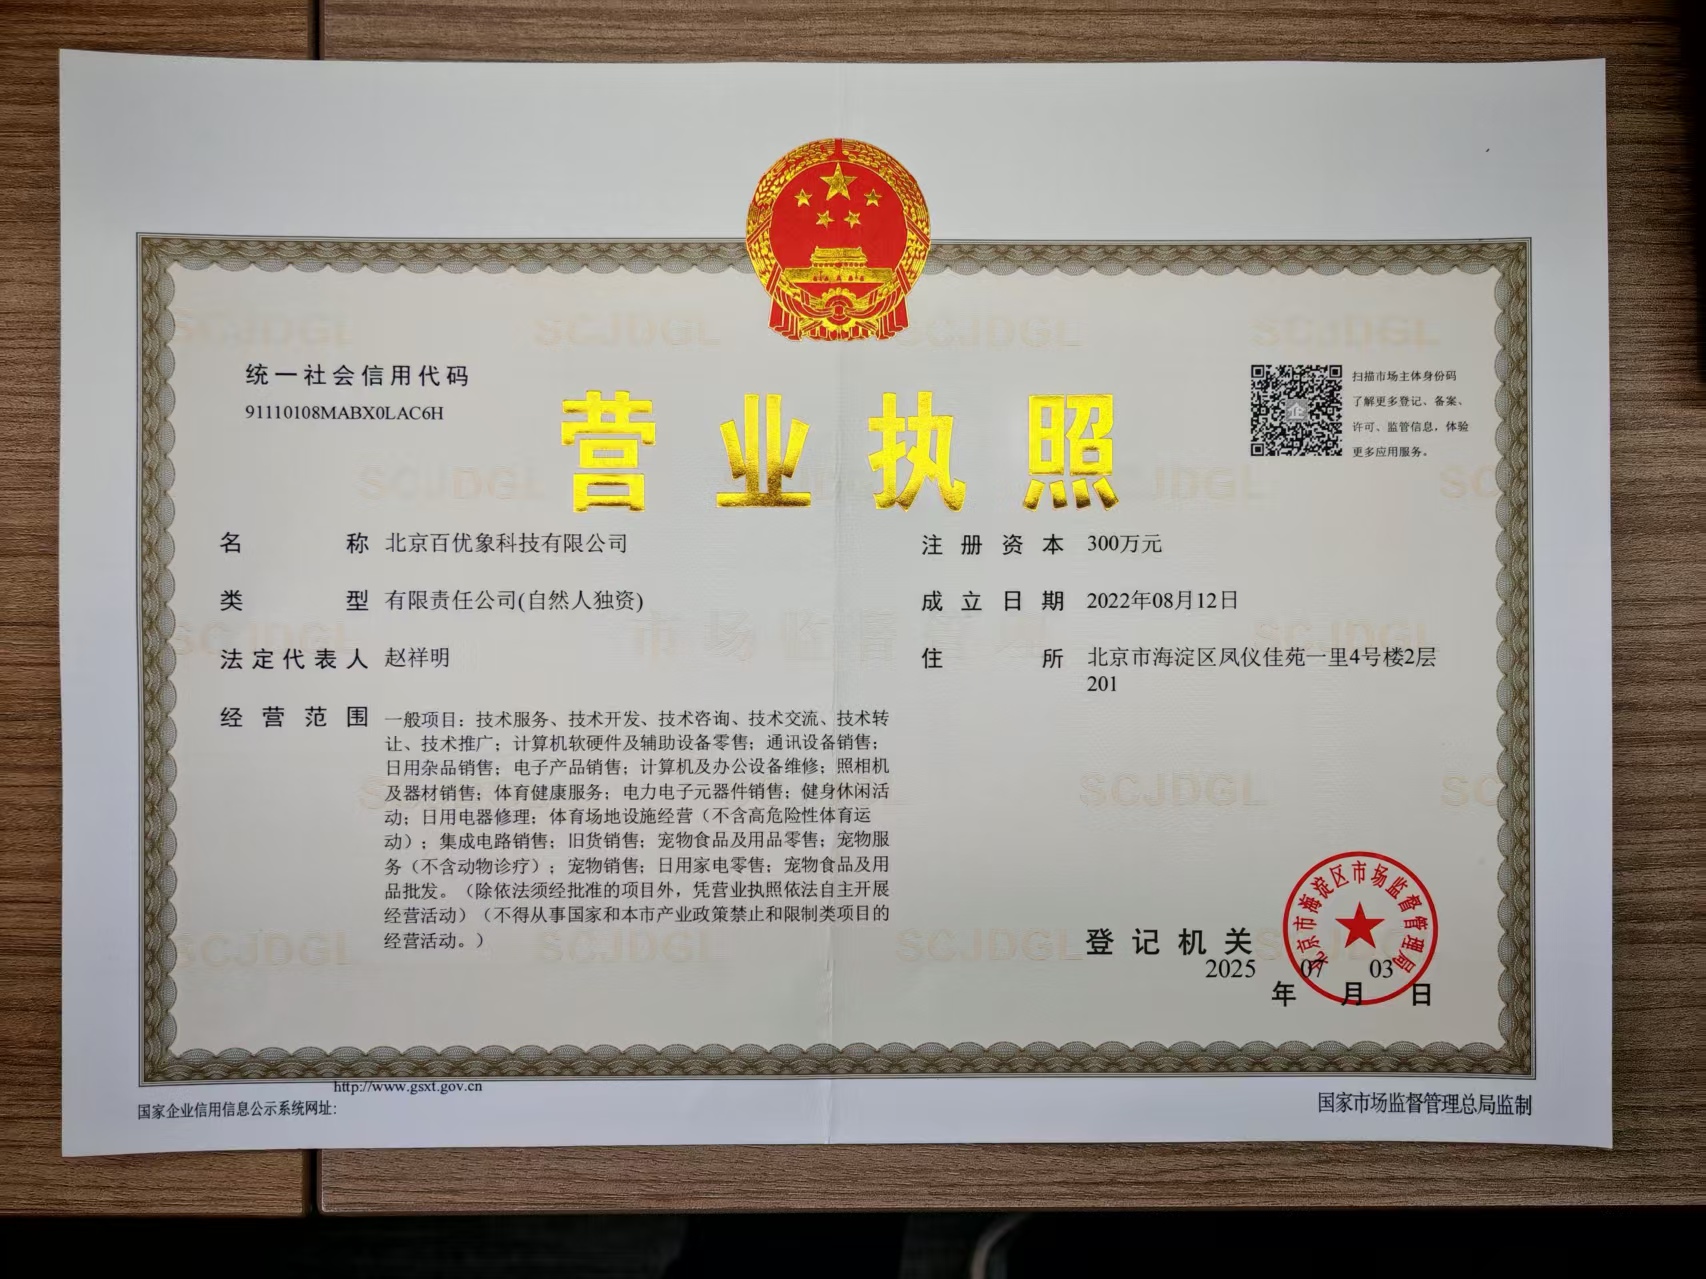 统一社会信用代码
91110108MABX0LAC6H
营业执照
扫描市场主体身份码
了解更多登记、备案、
许可、监管信息，体验
更多应用服务。
名称 北京百优象科技有限公司
类型 有限责任公司(自然人独资)
法定代表人 赵祥明
经营范围 一般项目：技术服务、技术开发、技术咨询、技术交流、技术转
让、技术推广；计算机软硬件及辅助设备零售；通讯设备销售；
日用杂品销售；电子产品销售；计算机及办公设备维修；照相机
及器材销售；体育健康服务；电力电子元器件销售；健身休闲活
动；日用电器修理；体育场地设施经营（不含高危险性体育运
动）；集成电路销售；旧货销售；宠物食品及用品零售；宠物服
务（不含动物诊疗）；宠物销售；日用家电零售；宠物食品及用
品批发。（除依法须经批准的项目外，凭营业执照依法自主开展
经营活动）（不得从事国家和本市产业政策禁止和限制类项目的
经营活动。）
注册资本 300万元
成立日期 2022年08月12日
住所 北京市海淀区凤仪佳苑一里4号楼2层
201
登记机关
北京市海淀区市场监督管理局
2025年07月03日
http://www.gsxt.gov.cn
国家企业信用信息公示系统网址：
国家市场监督管理总局监制
SCJDGL
市场监督管理